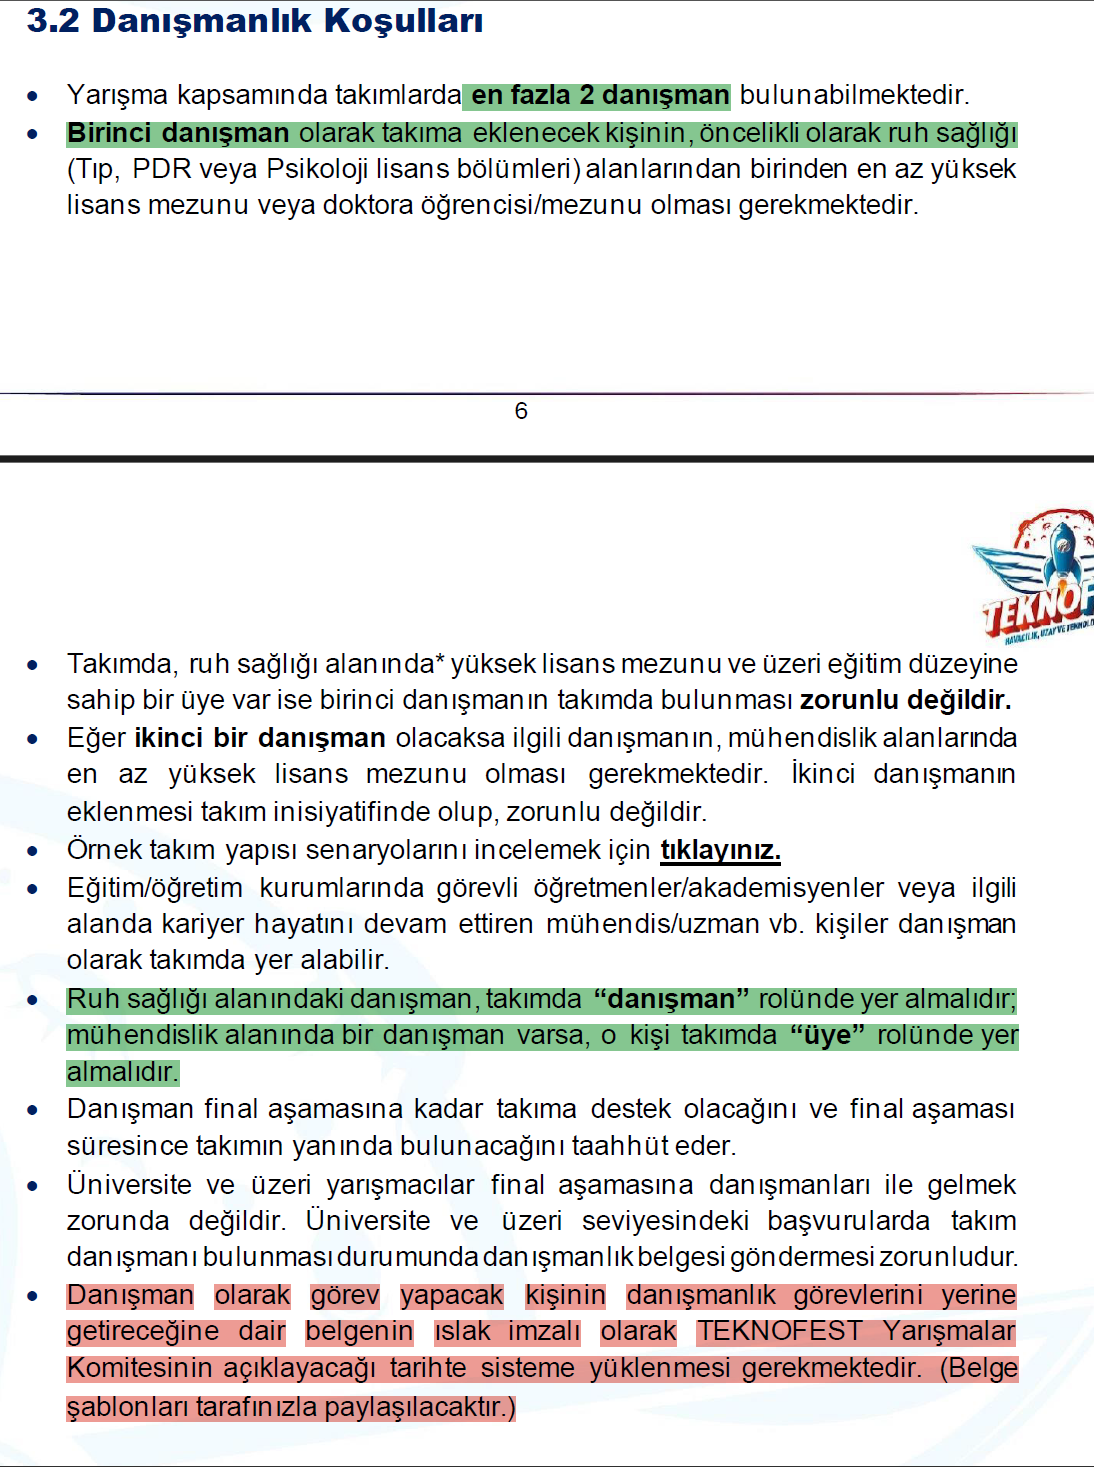 3.2 Danışmanlık Koşulları
• Yarışma kapsamında takımlarda en fazla 2 danışman bulunabilmektedir.
• Birinci danışman olarak takıma eklenecek kişinin, öncelikli olarak ruh sağlığı
(Tıp, PDR veya Psikoloji lisans bölümleri) alanlarından birinden en az yüksek
lisans mezunu veya doktora öğrencisi/mezunu olması gerekmektedir.
6
TEKNOF
HAVACILIK, UZAY VE TEKNOL
• Takımda, ruh sağlığı alanında* yüksek lisans mezunu ve üzeri eğitim düzeyine
sahip bir üye var ise birinci danışmanın takımda bulunması zorunlu değildir.
• Eğer ikinci bir danışman olacaksa ilgili danışmanın, mühendislik alanlarında
en az yüksek lisans mezunu olması gerekmektedir. İkinci danışmanın
eklenmesi takım inisiyatifinde olup, zorunlu değildir.
• Örnek takım yapısı senaryolarını incelemek için tıklayınız.
• Eğitim/öğretim kurumlarında görevli öğretmenler/akademisyenler veya ilgili
alanda kariyer hayatını devam ettiren mühendis/uzman vb. kişiler danışman
olarak takımda yer alabilir.
• Ruh sağlığı alanındaki danışman, takımda “danışman” rolünde yer almalıdır;
mühendislik alanında bir danışman varsa, o kişi takımda “üye” rolünde yer
almalıdır.
• Danışman final aşamasına kadar takıma destek olacağını ve final aşaması
süresince takımın yanında bulunacağını taahhüt eder.
• Üniversite ve üzeri yarışmacılar final aşamasına danışmanları ile gelmek
zorunda değildir. Üniversite ve üzeri seviyesindeki başvurularda takım
danışmanı bulunması durumunda danışmanlık belgesi göndermesi zorunludur.
• Danışman olarak görev yapacak kişinin danışmanlık görevlerini yerine
getireceğine dair belgenin ıslak imzalı olarak TEKNOFEST Yarışmalar
Komitesinin açıklayacağı tarihte sisteme yüklenmesi gerekmektedir. (Belge
şablonları tarafınızla paylaşılacaktır.)